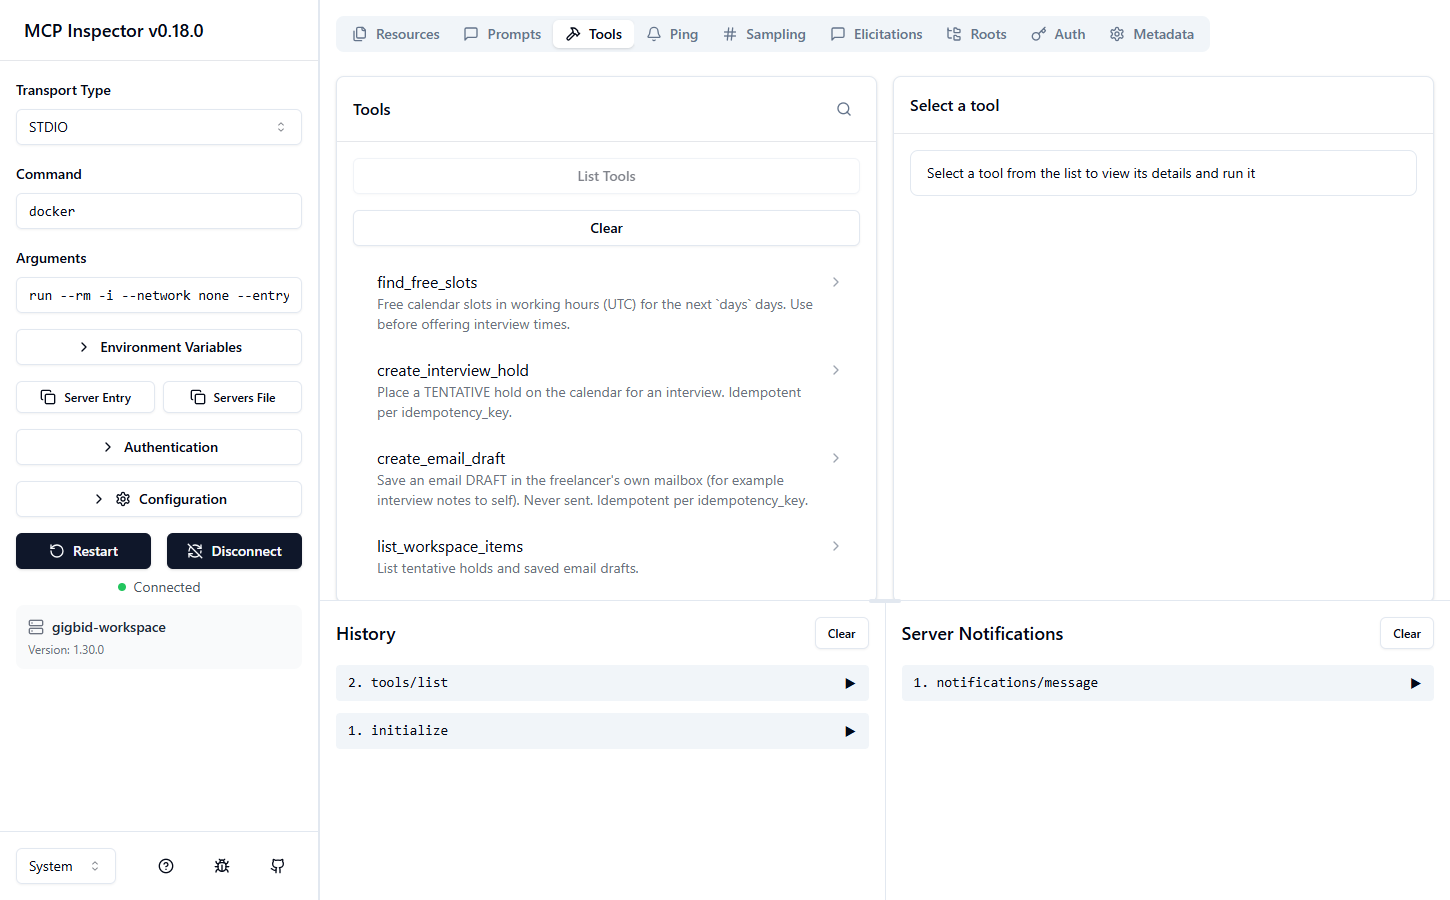 MCP Inspector v0.18.0
Transport Type
STDIO
Command
docker
Arguments
run --rm -i --network none --entry
Environment Variables
Server Entry
Servers File
Authentication
Configuration
Restart
Disconnect
Connected
gigbid-workspace
Version: 1.30.0
System
Resources
Prompts
Tools
Ping
Sampling
Elicitations
Roots
Auth
Metadata
Tools
List Tools
Clear
find_free_slots
Free calendar slots in working hours (UTC) for the next `days` days. Use
before offering interview times.
create_interview_hold
Place a TENTATIVE hold on the calendar for an interview. Idempotent
per idempotency_key.
create_email_draft
Save an email DRAFT in the freelancer's own mailbox (for example
interview notes to self). Never sent. Idempotent per idempotency_key.
list_workspace_items
List tentative holds and saved email drafts.
Select a tool
Select a tool from the list to view its details and run it
History
Clear
2. tools/list
1. initialize
Server Notifications
Clear
1. notifications/message